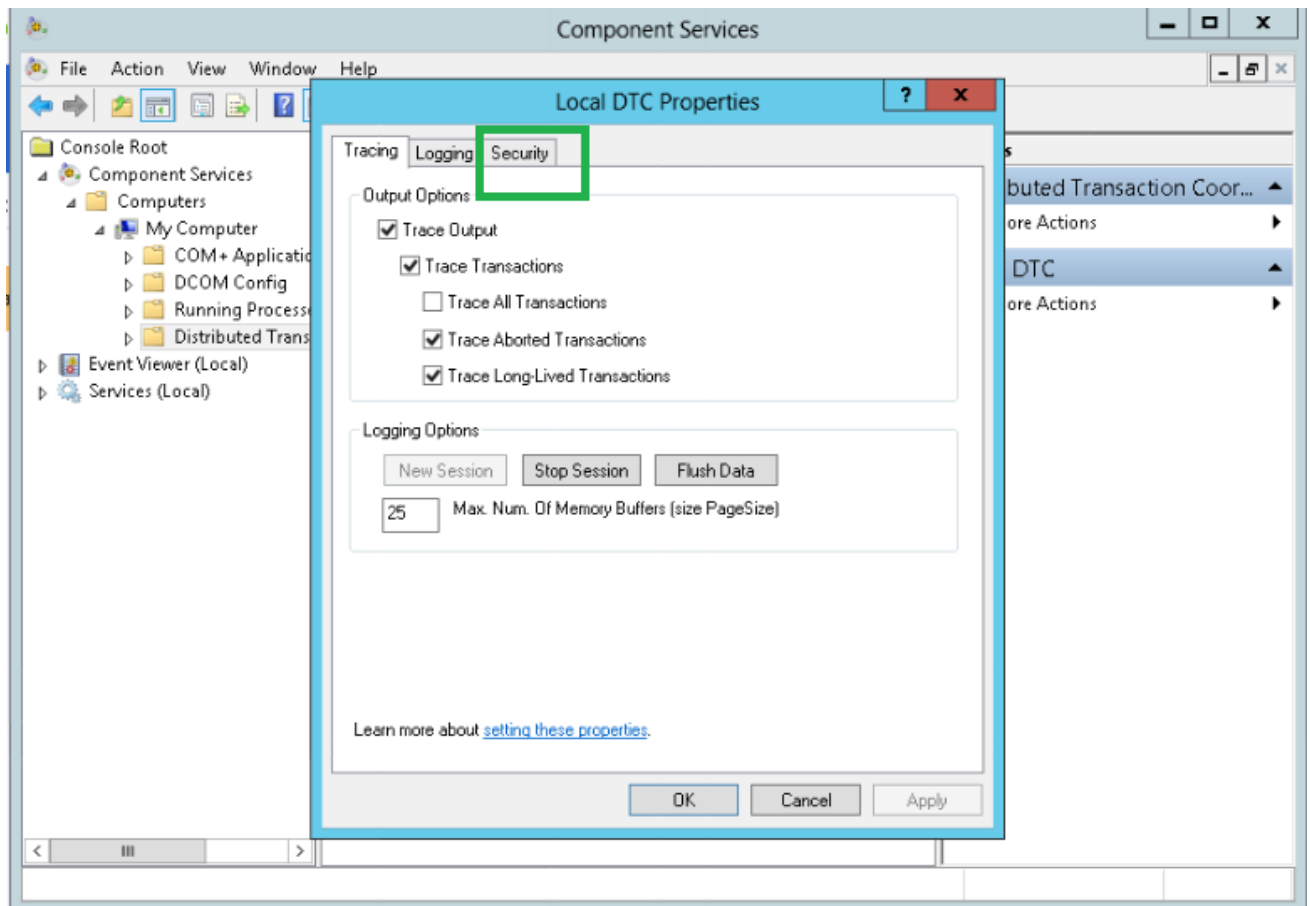 Component Services
File Action View Window Help
Local DTC Properties
?
Console Root
Component Services
Computers
My Computer
COM+ Applicatio
DCOM Config
Running Processe
Distributed Trans
Event Viewer (Local)
Services (Local)
Tracing Logging Security
Output Options
Trace Output
Trace Transactions
Trace All Transactions
Trace Aborted Transactions
Trace Long-Lived Transactions
Logging Options
New Session Stop Session Flush Data
25 Max. Num. Of Memory Buffers (size PageSize)
Learn more about setting these properties.
OK Cancel Apply
s
buted Transaction Coor...
ore Actions
DTC
ore Actions